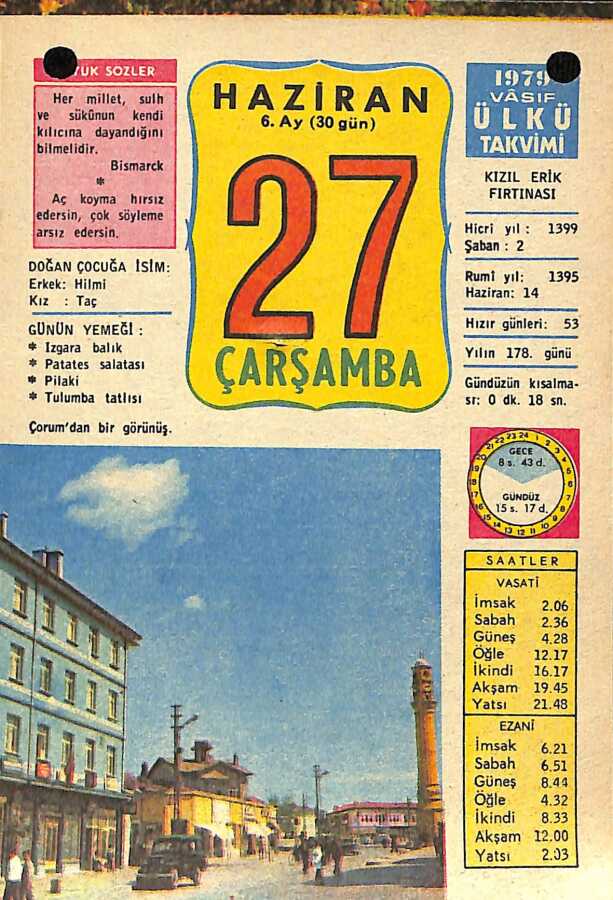 YÜK SÖZLER
Her millet, sulh
ve sükûnun kendi
kılıcına dayandığını
bilmelidir.
Bismarck
*
Aç koyma hırsız
edersin, çok söyleme
arsız edersin.
DOĞAN ÇOCUĞA İSİM:
Erkek: Hilmi
Kız : Taç
GÜNÜN YEMEĞİ :
* Izgara balık
* Patates salatası
* Pilaki
* Tulumba tatlısı
Çorum'dan bir görünüş.
HAZİRAN
6. Ay (30 gün)
27
ÇARŞAMBA
1979
VÂSIF
ÜLKÜ
TAKVİMİ
KIZIL ERİK
FIRTINASI
Hicrî yıl : 1399
Şaban : 2
Rumî yıl: 1395
Haziran: 14
Hızır günleri: 53
Yılın 178. günü
Gündüzün kısalma-
sı: 0 dk. 18 sn.
GECE
8 s. 43 d.
GÜNDÜZ
15 s. 17 d.
SAATLER
VASATÎ
İmsak 2.06
Sabah 2.36
Güneş 4.28
Öğle 12.17
İkindi 16.17
Akşam 19.45
Yatsı 21.48
EZANÎ
İmsak 6.21
Sabah 6.51
Güneş 8.44
Öğle 4.32
İkindi 8.33
Akşam 12.00
Yatsı 2.03